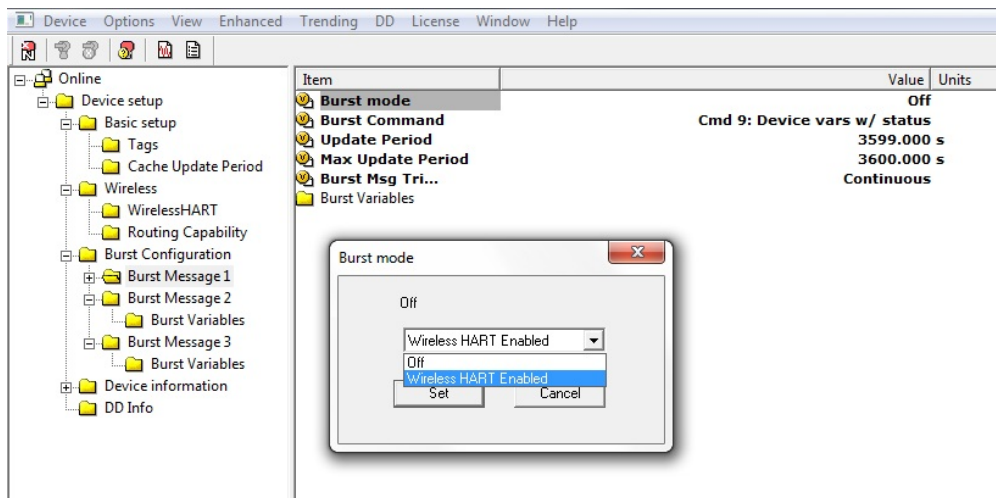 Device Options View Enhanced Trending DD License Window Help
Online
Device setup
Basic setup
Tags
Cache Update Period
Wireless
WirelessHART
Routing Capability
Burst Configuration
Burst Message 1
Burst Message 2
Burst Variables
Burst Message 3
Burst Variables
Device information
DD Info
Item Value Units
Burst mode Off
Burst Command Cmd 9: Device vars w/ status
Update Period 3599.000 s
Max Update Period 3600.000 s
Burst Msg Tri... Continuous
Burst Variables
Burst mode
Off
Wireless HART Enabled
Off
Wireless HART Enabled
Set Cancel